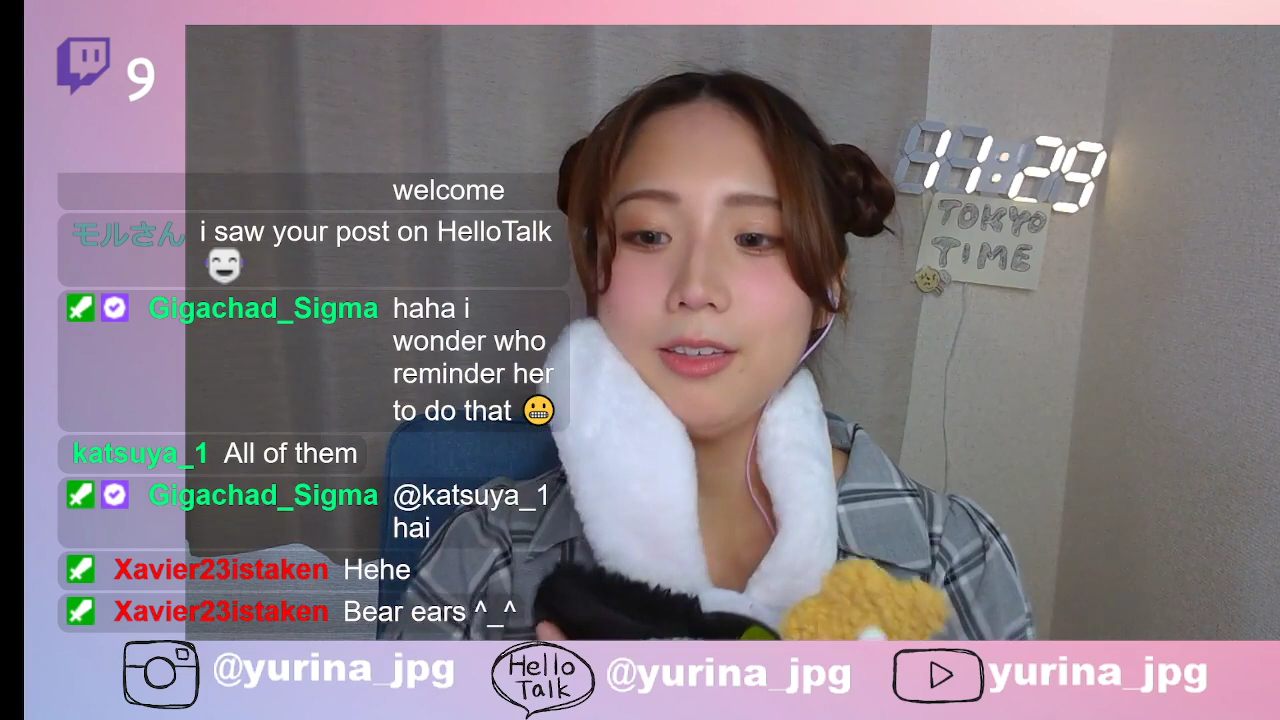 9
11:29
TOKYO
TIME
welcome
モルさん i saw your post on HelloTalk
Gigachad_Sigma haha i
wonder who
reminder her
to do that
katsuya_1 All of them
Gigachad_Sigma @katsuya_1
hai
Xavier23istaken Hehe
Xavier23istaken Bear ears ^_^
@yurina_jpg Hello Talk @yurina_jpg yurina_jpg